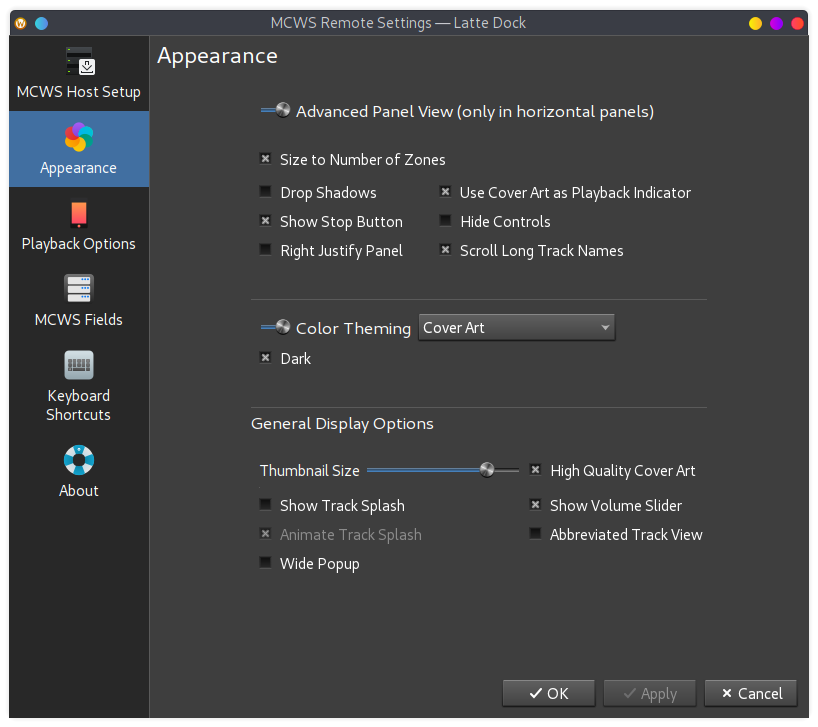 MCWS Remote Settings — Latte Dock
MCWS Host Setup
Appearance
Playback Options
MCWS Fields
Keyboard
Shortcuts
About
Appearance
Advanced Panel View (only in horizontal panels)
Size to Number of Zones
Drop Shadows
Use Cover Art as Playback Indicator
Show Stop Button
Hide Controls
Right Justify Panel
Scroll Long Track Names
Color Theming
Cover Art
Dark
General Display Options
Thumbnail Size
High Quality Cover Art
Show Track Splash
Show Volume Slider
Animate Track Splash
Abbreviated Track View
Wide Popup
OK
Apply
Cancel